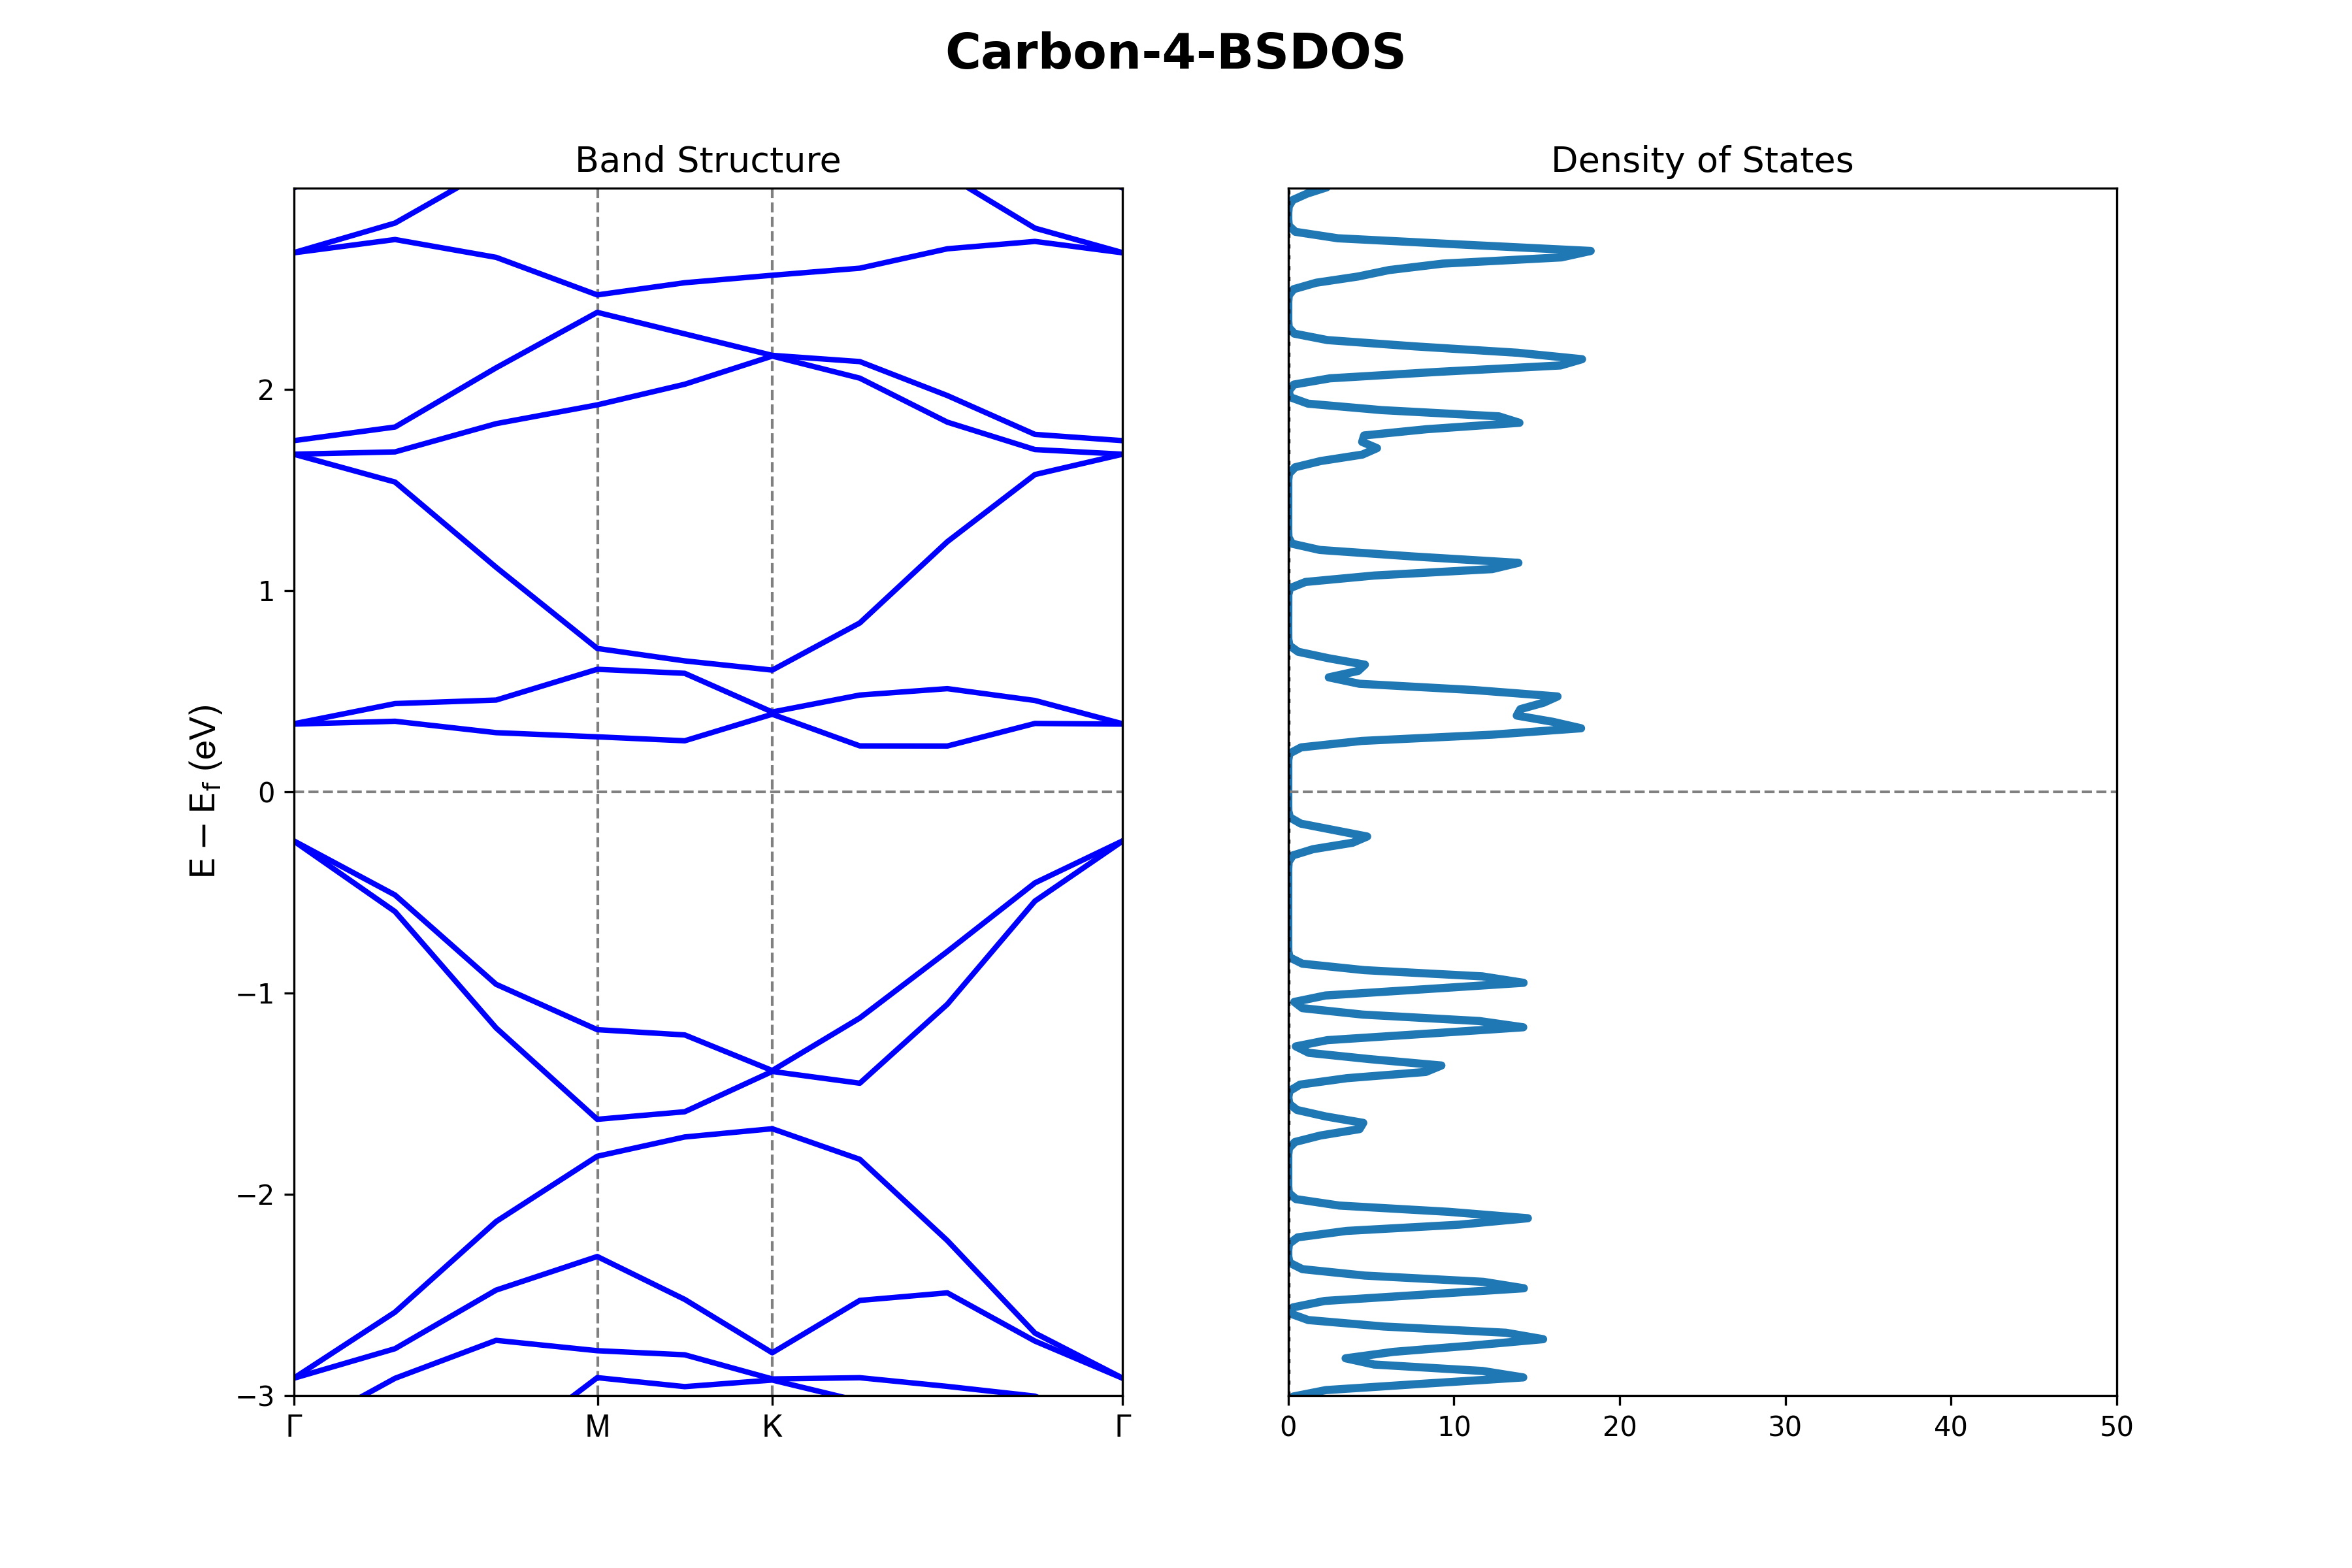 Carbon-4-BSDOS
Band Structure
Density of States
E − E_f (eV)
2
1
0
−1
−2
−3
Γ M K Γ
0 10 20 30 40 50